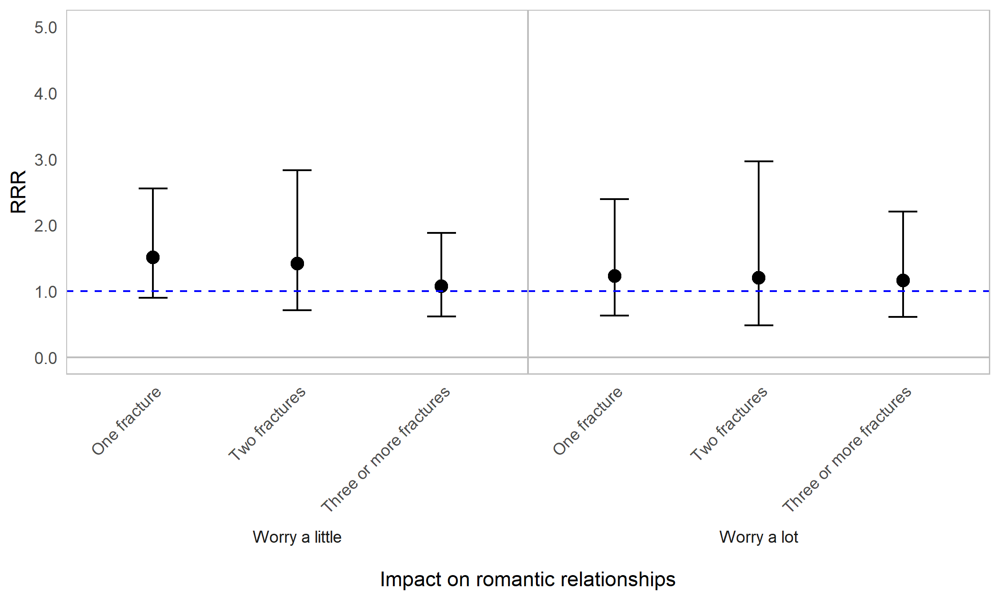 5.0
4.0
3.0
2.0
1.0
0.0
RRR
One fracture
Two fractures
Three or more fractures
One fracture
Two fractures
Three or more fractures
Worry a little
Worry a lot
Impact on romantic relationships